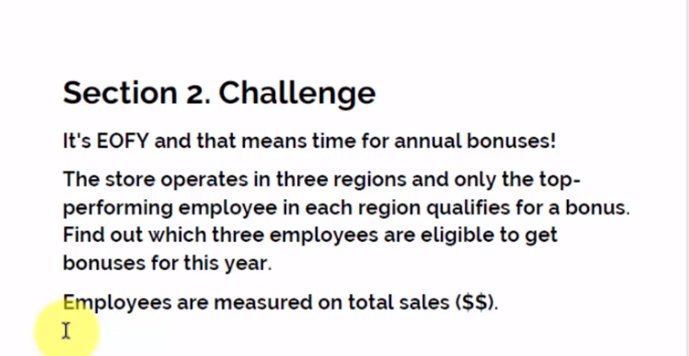 Section 2. Challenge
It's EOFY and that means time for annual bonuses!
The store operates in three regions and only the top-
performing employee in each region qualifies for a bonus.
Find out which three employees are eligible to get
bonuses for this year.
Employees are measured on total sales ($$).